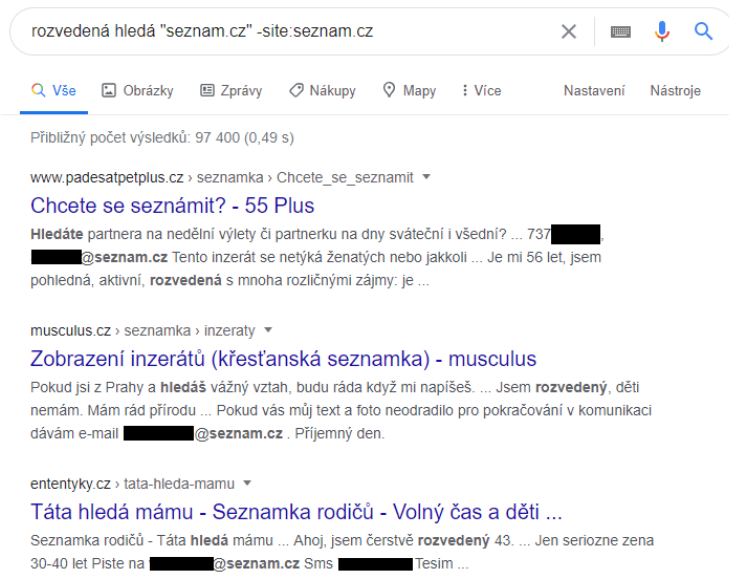 rozvedená hledá "seznam.cz" -site:seznam.cz
Vše Obrázky Zprávy Nákupy Mapy Více Nastavení Nástroje
Přibližný počet výsledků: 97 400 (0,49 s)
www.padesatpetplus.cz › seznamka › Chcete_se_seznamit
Chcete se seznámit? - 55 Plus
Hledáte partnera na nedělní výlety či partnerku na dny sváteční i všední? ... 737 ,
@seznam.cz Tento inzerát se netýká ženatých nebo jakkoli ... Je mi 56 let, jsem
pohledná, aktivní, rozvedená s mnoha rozličnými zájmy: je ...
musculus.cz › seznamka › inzeraty
Zobrazení inzerátů (křesťanská seznamka) - musculus
Pokud jsi z Prahy a hledáš vážný vztah, budu ráda když mi napíšeš. ... Jsem rozvedený, děti
nemám. Mám rád přírodu ... Pokud vás můj text a foto neodradilo pro pokračování v komunikaci
dávám e-mail @seznam.cz . Příjemný den.
ententyky.cz › tata-hleda-mamu
Táta hledá mámu - Seznamka rodičů - Volný čas a děti ...
Seznamka rodičů - Táta hledá mámu ... Ahoj, jsem čerstvě rozvedený 43. ... Jen seriozne zena
30-40 let Piste na @seznam.cz Sms Tesim ...